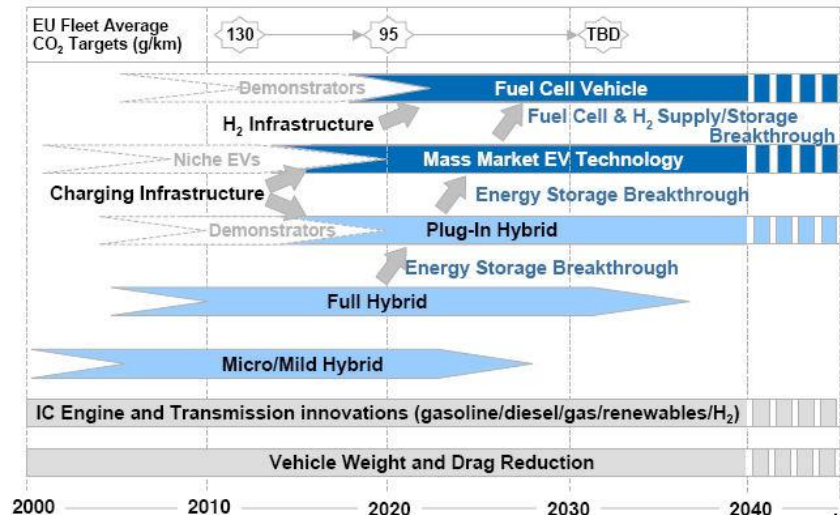 EU Fleet Average
CO₂ Targets (g/km)
130
95
TBD
Demonstrators
Fuel Cell Vehicle
H₂ Infrastructure
Fuel Cell & H₂ Supply/Storage
Breakthrough
Niche EVs
Mass Market EV Technology
Charging Infrastructure
Energy Storage Breakthrough
Demonstrators
Plug-In Hybrid
Energy Storage Breakthrough
Full Hybrid
Micro/Mild Hybrid
IC Engine and Transmission innovations (gasoline/diesel/gas/renewables/H₂)
Vehicle Weight and Drag Reduction
2000
2010
2020
2030
2040